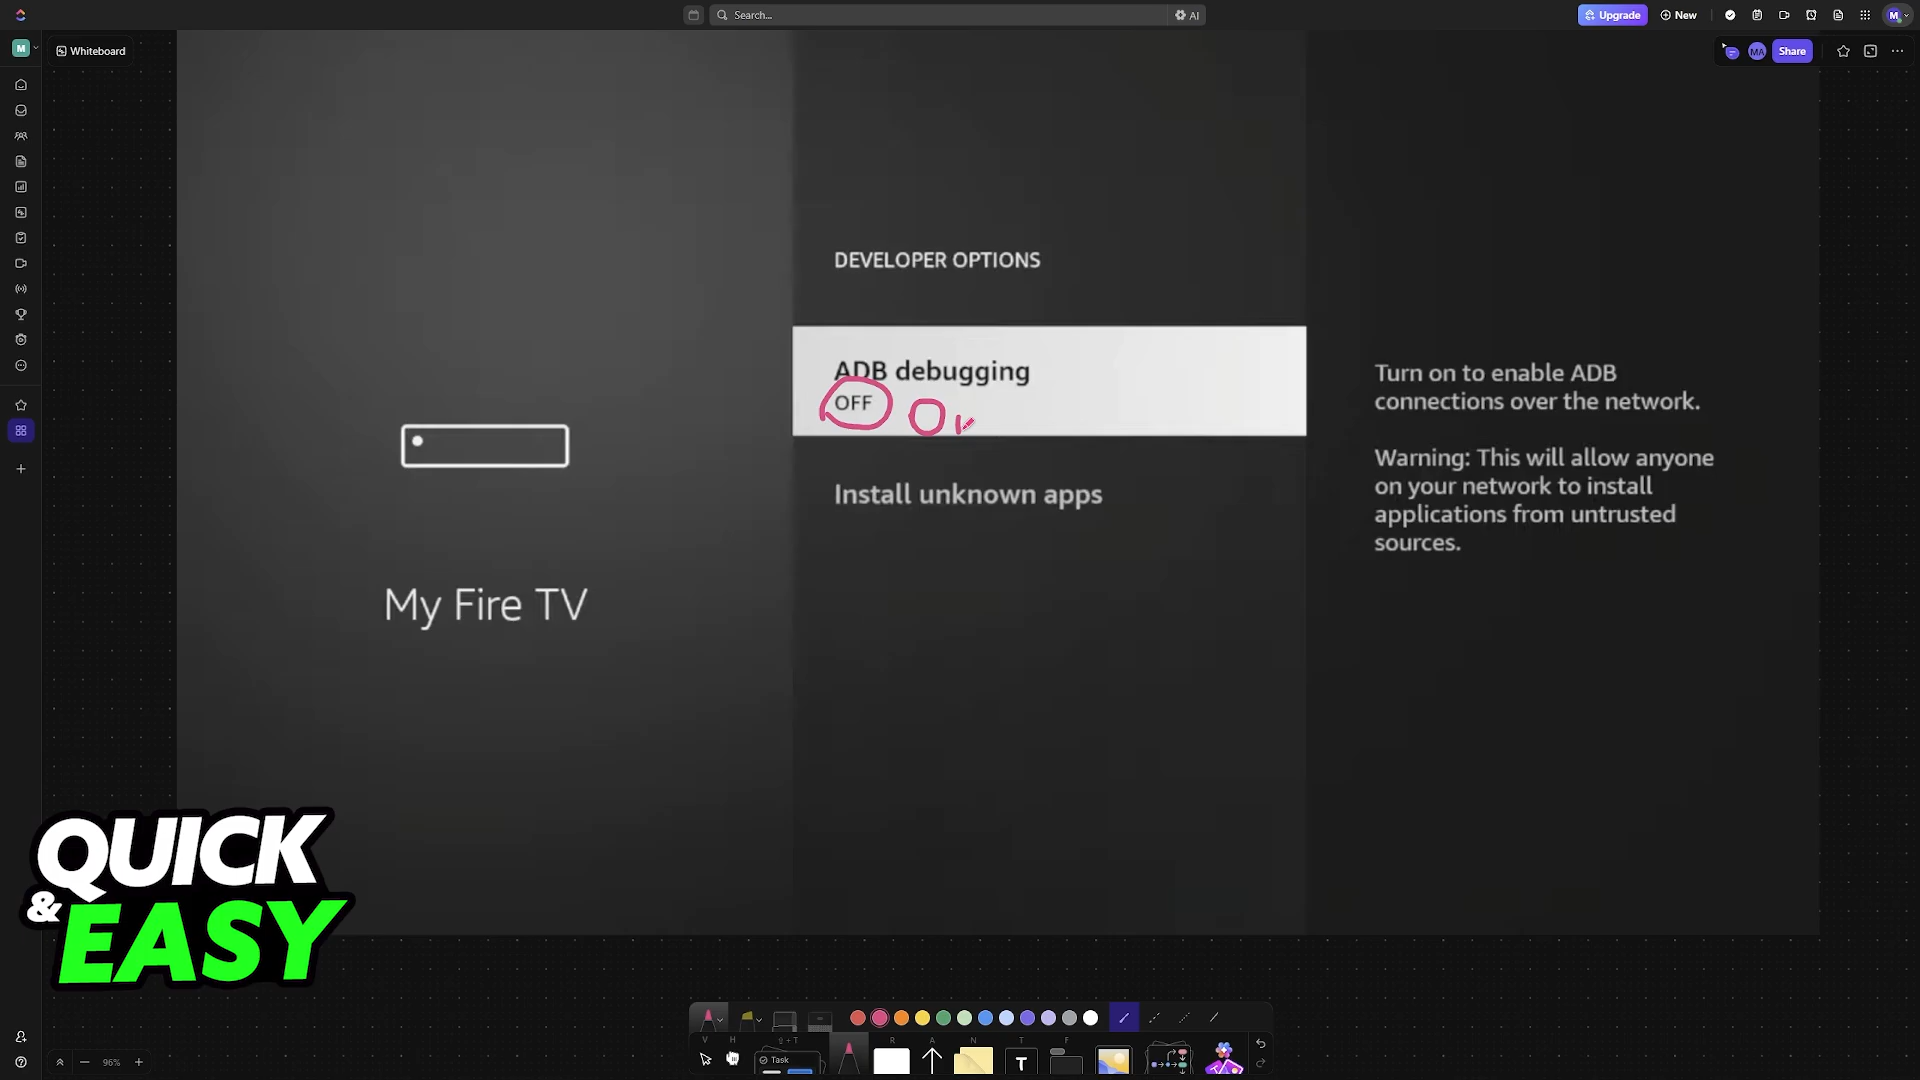 Search...
AI
Upgrade
New
M
M
Whiteboard
MA
Share
DEVELOPER OPTIONS
ADB debugging
OFF
Install unknown apps
My Fire TV
Turn on to enable ADB
connections over the network.
Warning: This will allow anyone
on your network to install
applications from untrusted
sources.
QUICK
& EASY
V
H
⇧+T
R
A
N
T
F
Task
T
96%